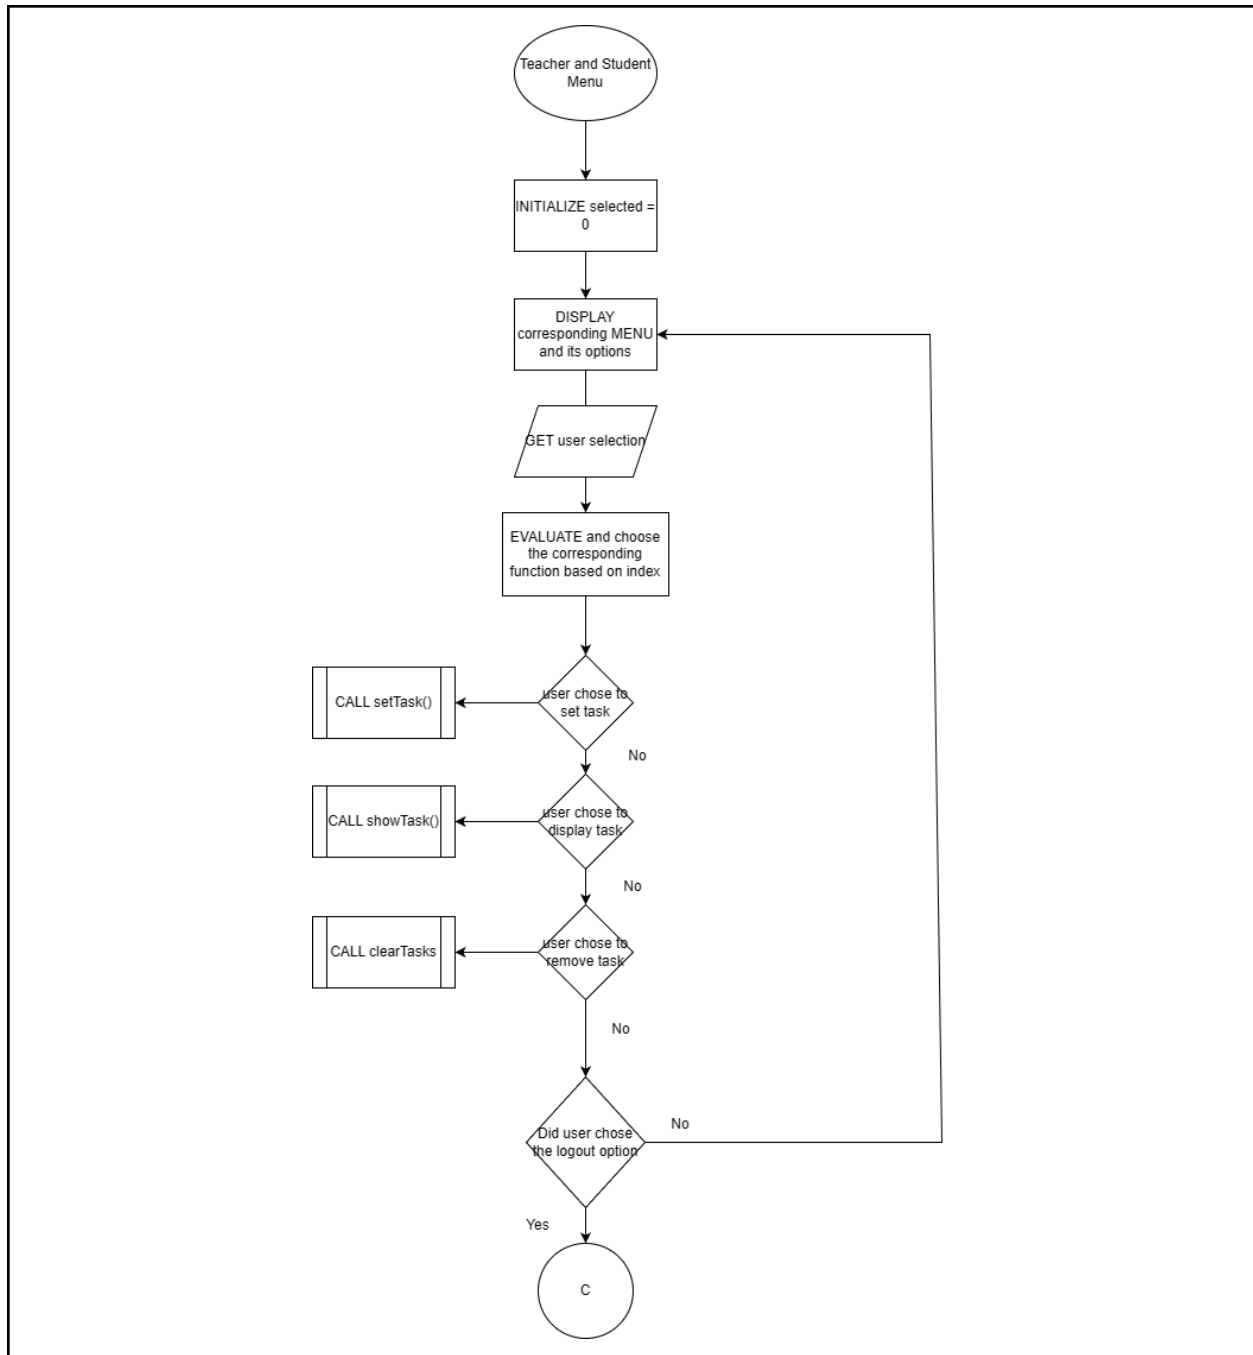 Teacher and Student
Menu
INITIALIZE selected =
0
DISPLAY
corresponding MENU
and its options
GET user selection
EVALUATE and choose
the corresponding
function based on index
user chose to
set task
CALL setTask()
No
user chose to
display task
CALL showTask()
No
user chose to
remove task
CALL clearTasks
No
Did user chose
the logout option
No
Yes
C